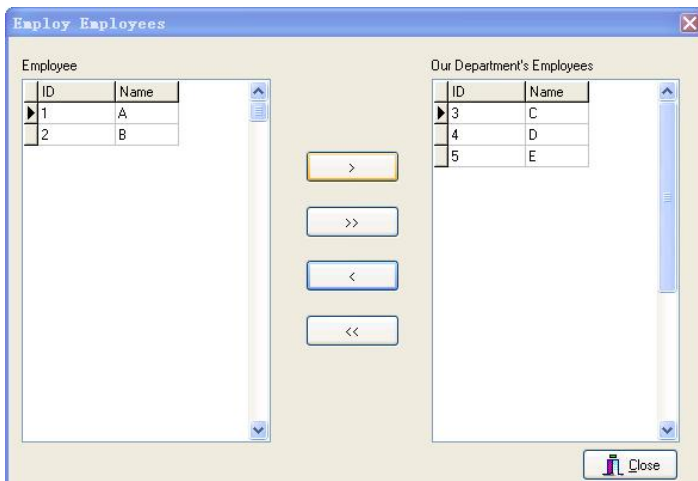 Employ Employees
Employee
ID Name
1 A
2 B
>
>>
<
<<
Our Department's Employees
ID Name
3 C
4 D
5 E
Close